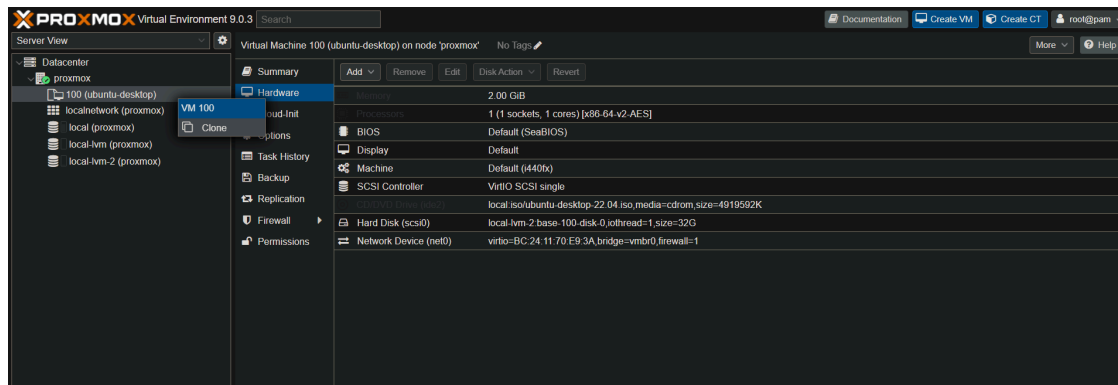 PROXMOX Virtual Environment 9.0.3 Search Documentation Create VM Create CT root@pam
Server View
Virtual Machine 100 (ubuntu-desktop) on node 'proxmox' No Tags More Help
Datacenter
proxmox
100 (ubuntu-desktop)
localnetwork (proxmox)
local (proxmox)
local-lvm (proxmox)
local-lvm-2 (proxmox)
VM 100
Clone
Summary
Hardware
oud-Init
Options
Task History
Backup
Replication
Firewall
Permissions
Add Remove Edit Disk Action Revert
Memory 2.00 GiB
Processors 1 (1 sockets, 1 cores) [x86-64-v2-AES]
BIOS Default (SeaBIOS)
Display Default
Machine Default (i440fx)
SCSI Controller VirtIO SCSI single
CD/DVD Drive (ide2) local:iso/ubuntu-desktop-22.04.iso,media=cdrom,size=4919592K
Hard Disk (scsi0) local-lvm-2:base-100-disk-0,iothread=1,size=32G
Network Device (net0) virtio=BC:24:11:70:E9:3A,bridge=vmbr0,firewall=1